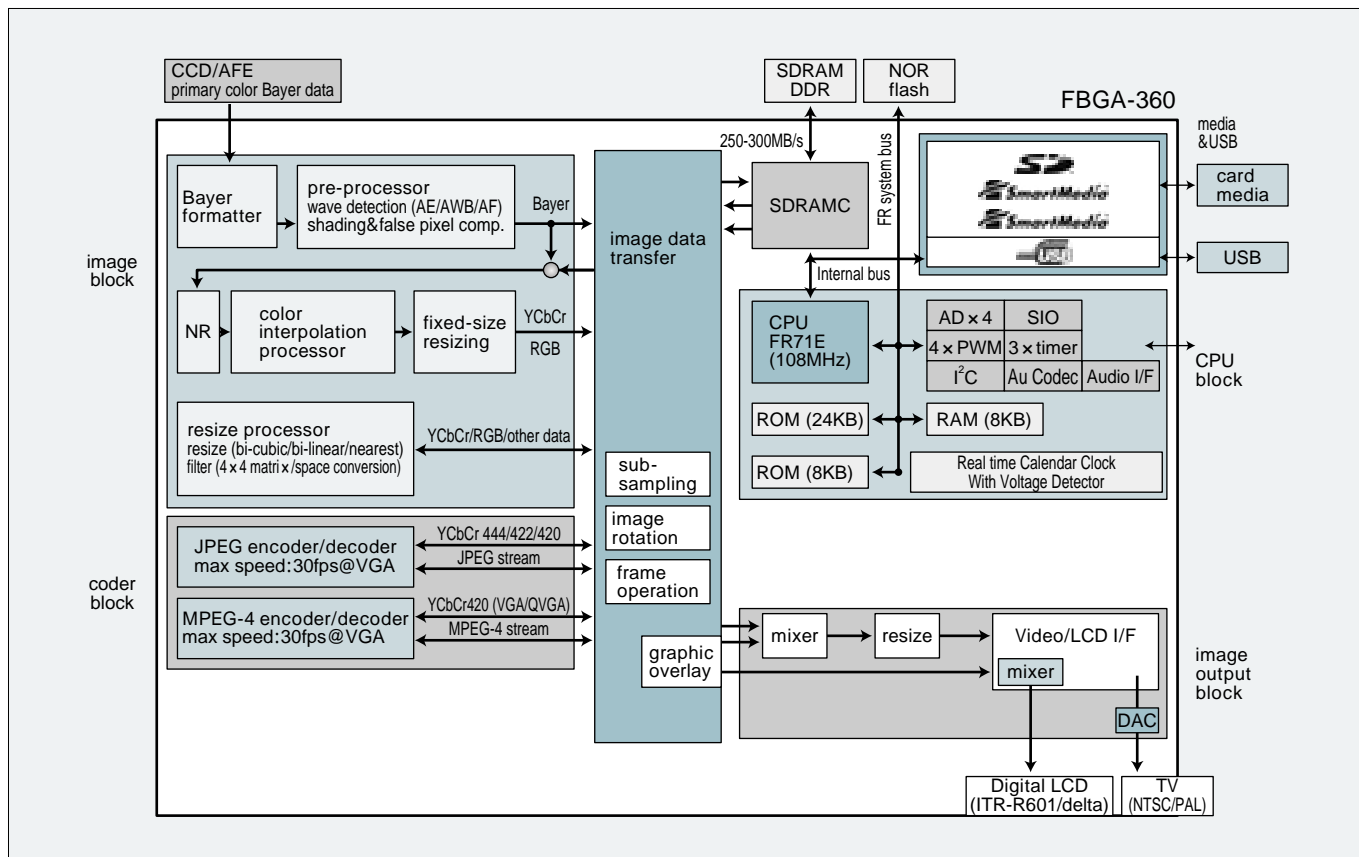 CCD/AFE
primary color Bayer data
SDRAM
DDR
NOR
flash
FBGA-360
250-300MB/s
FR system bus
media
&USB
SD
SmartMedia
SmartMedia
card
media
USB
image
block
Bayer
formatter
pre-processor
wave detection (AE/AWB/AF)
shading&false pixel comp.
Bayer
image data
transfer
SDRAMC
Internal bus
NR
color
interpolation
processor
fixed-size
resizing
YCbCr
RGB
CPU
FR71E
(108MHz)
AD×4
SIO
4×PWM
3×timer
I²C
Au Codec
Audio I/F
CPU
block
resize processor
resize (bi-cubic/bi-linear/nearest)
filter (4×4 matri×/space conversion)
YCbCr/RGB/other data
ROM (24KB)
RAM (8KB)
ROM (8KB)
Real time Calendar Clock
With Voltage Detector
sub-
sampling
image
rotation
frame
operation
coder
block
JPEG encoder/decoder
max speed:30fps@VGA
YCbCr 444/422/420
JPEG stream
MPEG-4 encoder/decoder
max speed:30fps@VGA
YCbCr420 (VGA/QVGA)
MPEG-4 stream
graphic
overlay
mixer
resize
Video/LCD I/F
mixer
DAC
image
output
block
Digital LCD
(ITR-R601/delta)
TV
(NTSC/PAL)